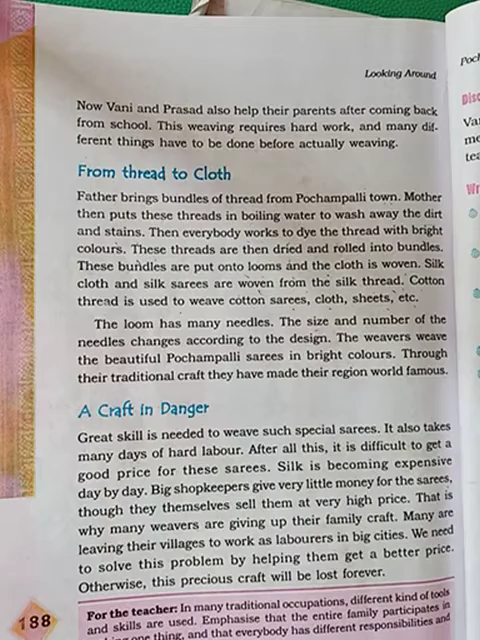 Looking Around
Now Vani and Prasad also help their parents after coming back
from school. This weaving requires hard work, and many dif-
ferent things have to be done before actually weaving.
From thread to Cloth
Father brings bundles of thread from Pochampalli town. Mother
then puts these threads in boiling water to wash away the dirt
and stains. Then everybody works to dye the thread with bright
colours. These threads are then dried and rolled into bundles.
These bundles are put onto looms and the cloth is woven. Silk
cloth and silk sarees are woven from the silk thread. Cotton
thread is used to weave cotton sarees, cloth, sheets, etc.
The loom has many needles. The size and number of the
needles changes according to the design. The weavers weave
the beautiful Pochampalli sarees in bright colours. Through
their traditional craft they have made their region world famous.
A Craft in Danger
Great skill is needed to weave such special sarees. It also takes
many days of hard labour. After all this, it is difficult to get a
good price for these sarees. Silk is becoming expensive
day by day. Big shopkeepers give very little money for the sarees,
though they themselves sell them at very high price. That is
why many weavers are giving up their family craft. Many are
leaving their villages to work as labourers in big cities. We need
to solve this problem by helping them get a better price.
Otherwise, this precious craft will be lost forever.
For the teacher: In many traditional occupations, different kind of tools
and skills are used. Emphasise that the entire family participates in
one thing, and that everybody has different responsibilities and
188